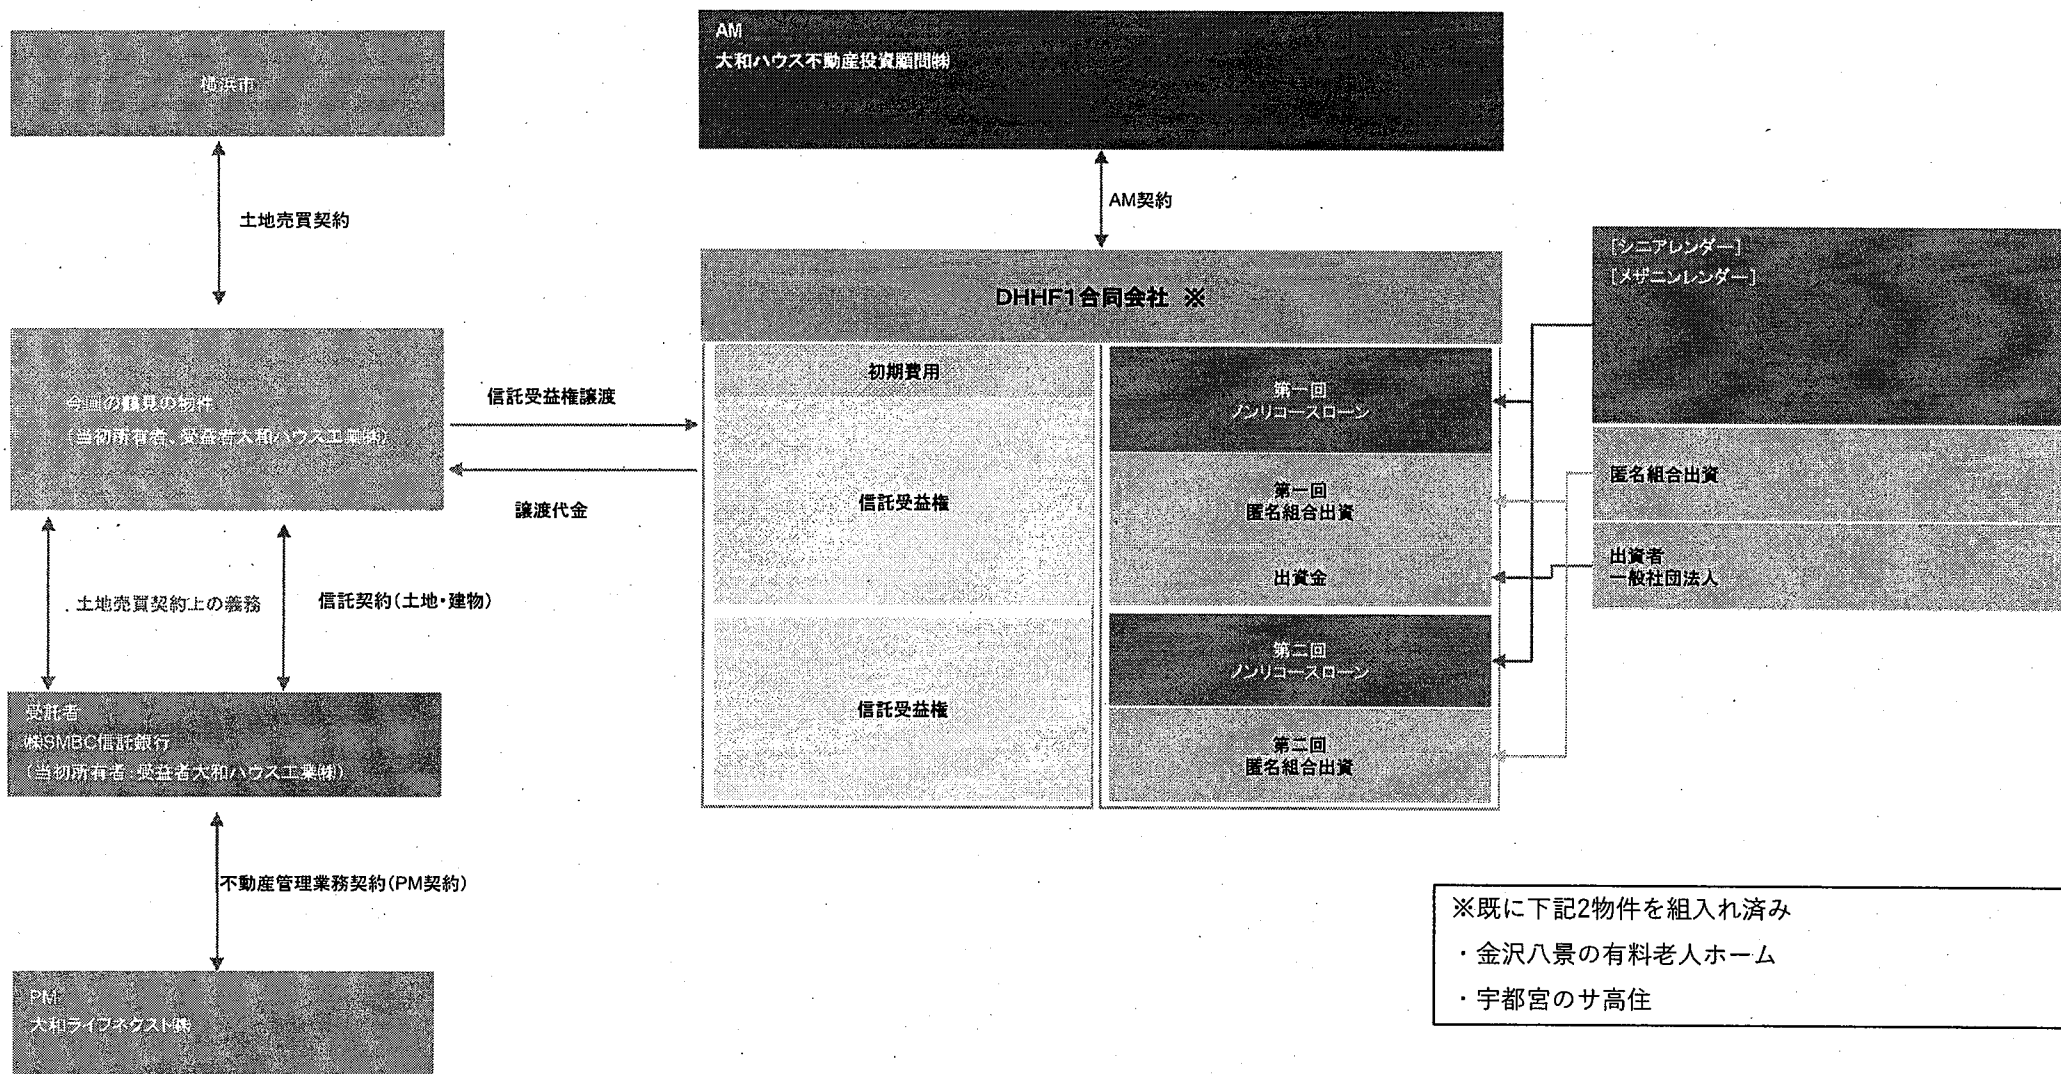 横浜市
土地売買契約
今回の鶴見の物件
(当初所有者、受益者大和ハウス工業㈱)
土地売買契約上の義務
信託契約(土地・建物)
受託者
㈱SMBC信託銀行
(当初所有者・受益者大和ハウス工業㈱)
不動産管理業務契約(PM契約)
PM
大和ライフネクスト㈱
信託受益権譲渡
譲渡代金
AM
大和ハウス不動産投資顧問㈱
AM契約
DHHF1合同会社 ※
初期費用
信託受益権
信託受益権
第一回
ノンリコースローン
第一回
匿名組合出資
出資金
第二回
ノンリコースローン
第二回
匿名組合出資
[シニアレンダー]
[メザニンレンダー]
匿名組合出資
出資者
一般社団法人
※既に下記2物件を組入れ済み
・金沢八景の有料老人ホーム
・宇都宮のサ高住